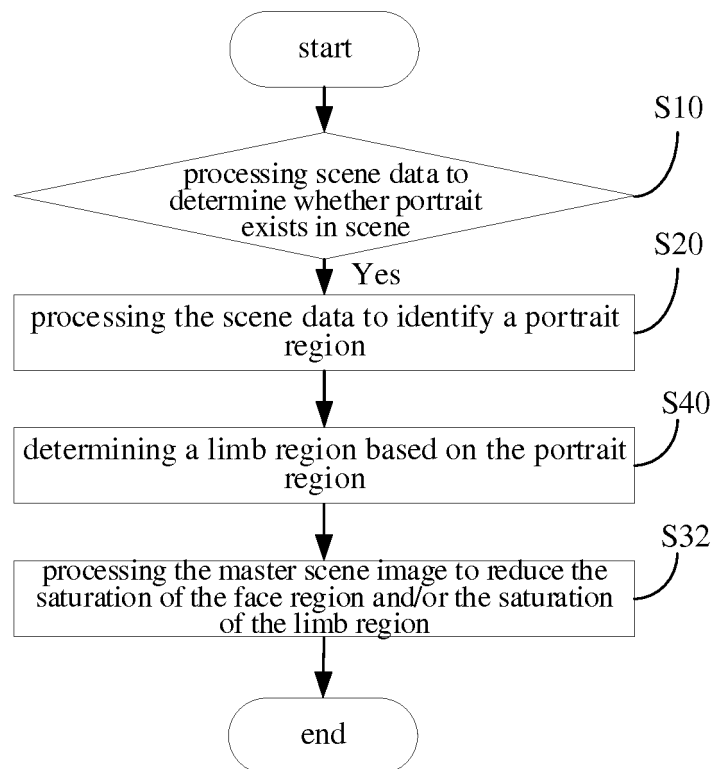 start
S10
processing scene data to
determine whether portrait
exists in scene
S20
Yes
processing the scene data to identify a portrait
region
S40
determining a limb region based on the portrait
region
S32
processing the master scene image to reduce the
saturation of the face region and/or the saturation
of the limb region
end